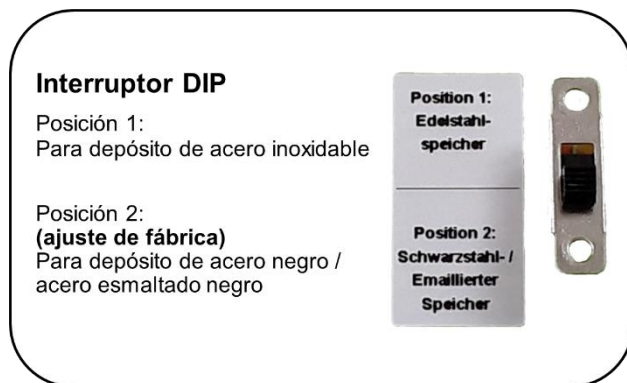 Interruptor DIP
Posición 1:
Para depósito de acero inoxidable
Posición 2:
(ajuste de fábrica)
Para depósito de acero negro /
acero esmaltado negro
Position 1:
Edelstahl-
speicher
Position 2:
Schwarzstahl- /
Emaillierter
Speicher